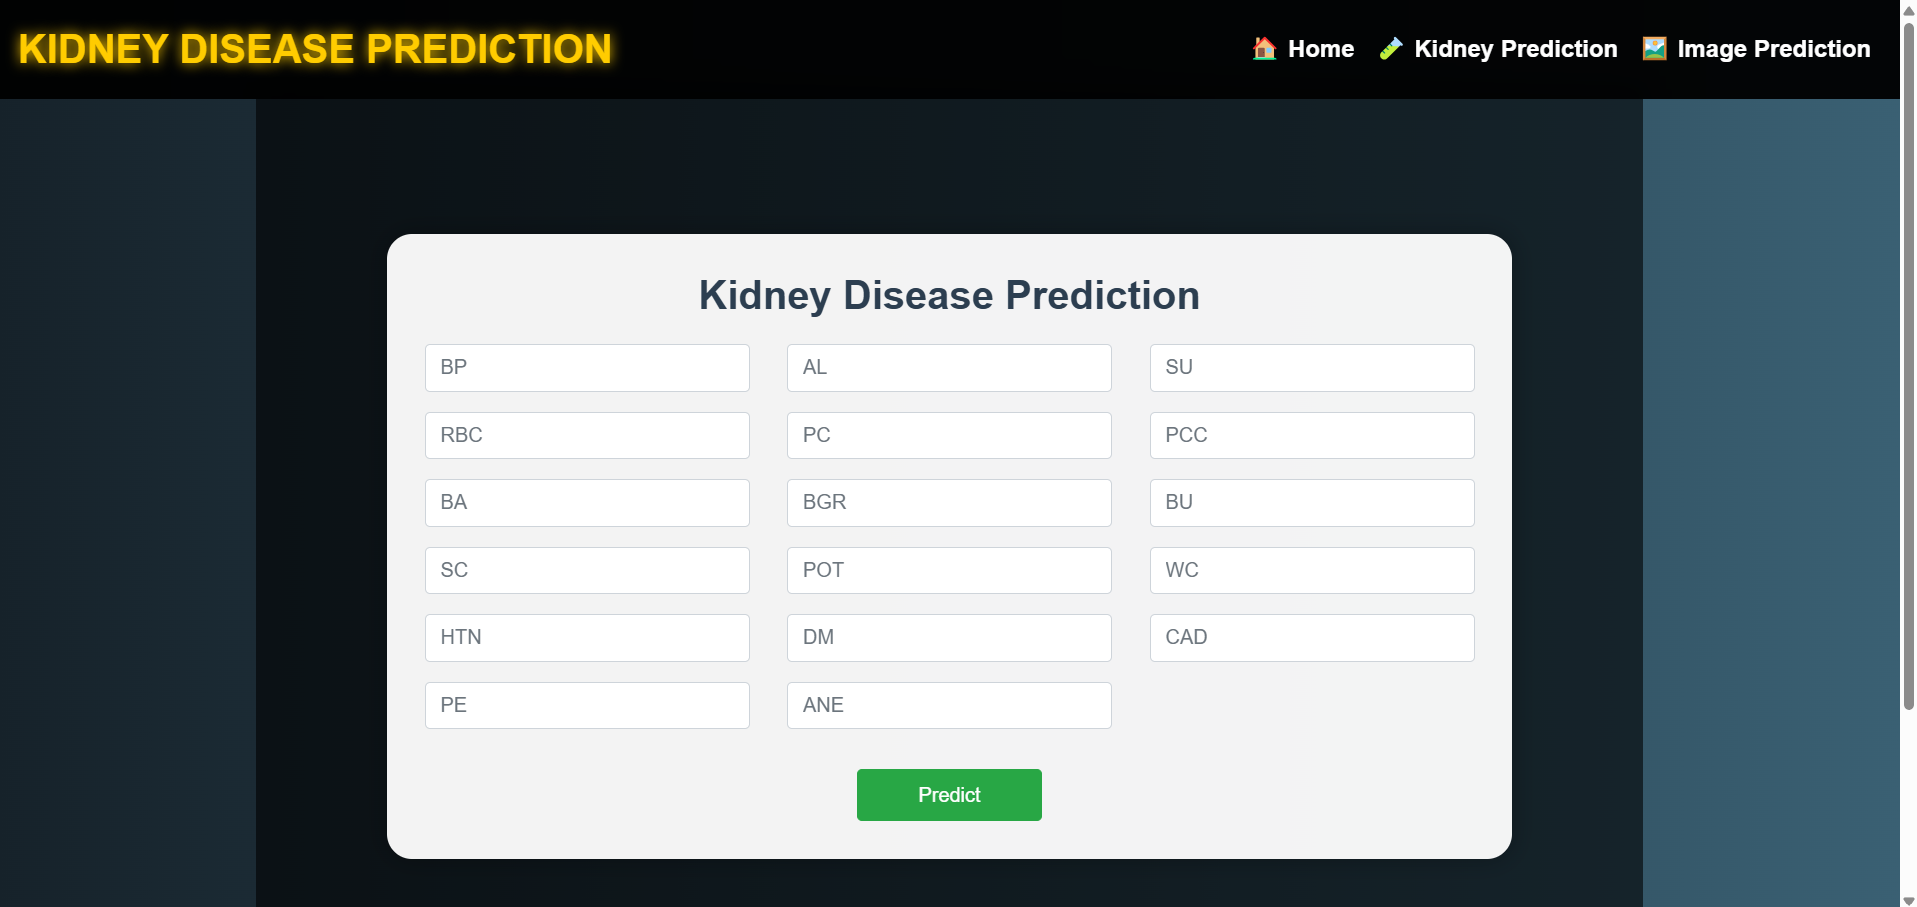 KIDNEY DISEASE PREDICTION
Home Kidney Prediction Image Prediction
Kidney Disease Prediction
BP AL SU
RBC PC PCC
BA BGR BU
SC POT WC
HTN DM CAD
PE ANE
Predict